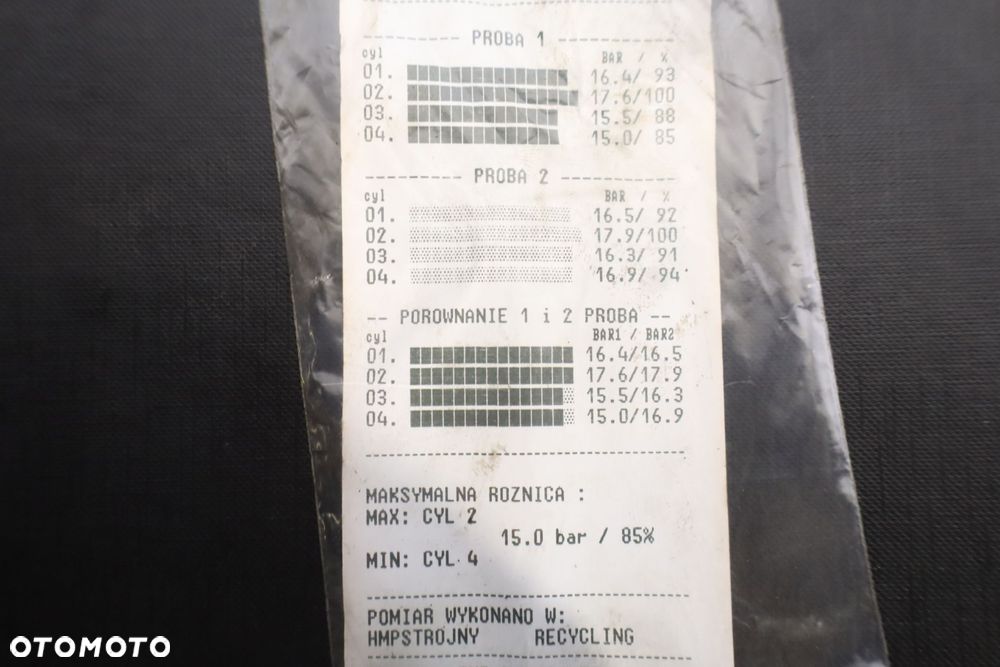 --------- PROBA 1 ------------
cyl BAR / %
01. 16.4/ 93
02. 17.6/100
03. 15.5/ 88
04. 15.0/ 85
----------- PROBA 2 ------------
cyl BAR / %
01. 16.5/ 92
02. 17.9/100
03. 16.3/ 91
04. 16.9/ 94
-- POROWNANIE 1 i 2 PROBA --
cyl BAR1 / BAR2
01. 16.4/16.5
02. 17.6/17.9
03. 15.5/16.3
04. 15.0/16.9
MAKSYMALNA ROZNICA :
MAX: CYL 2
15.0 bar / 85%
MIN: CYL 4
POMIAR WYKONANO W:
HMPSTROJNY RECYCLING
OTOMOTO